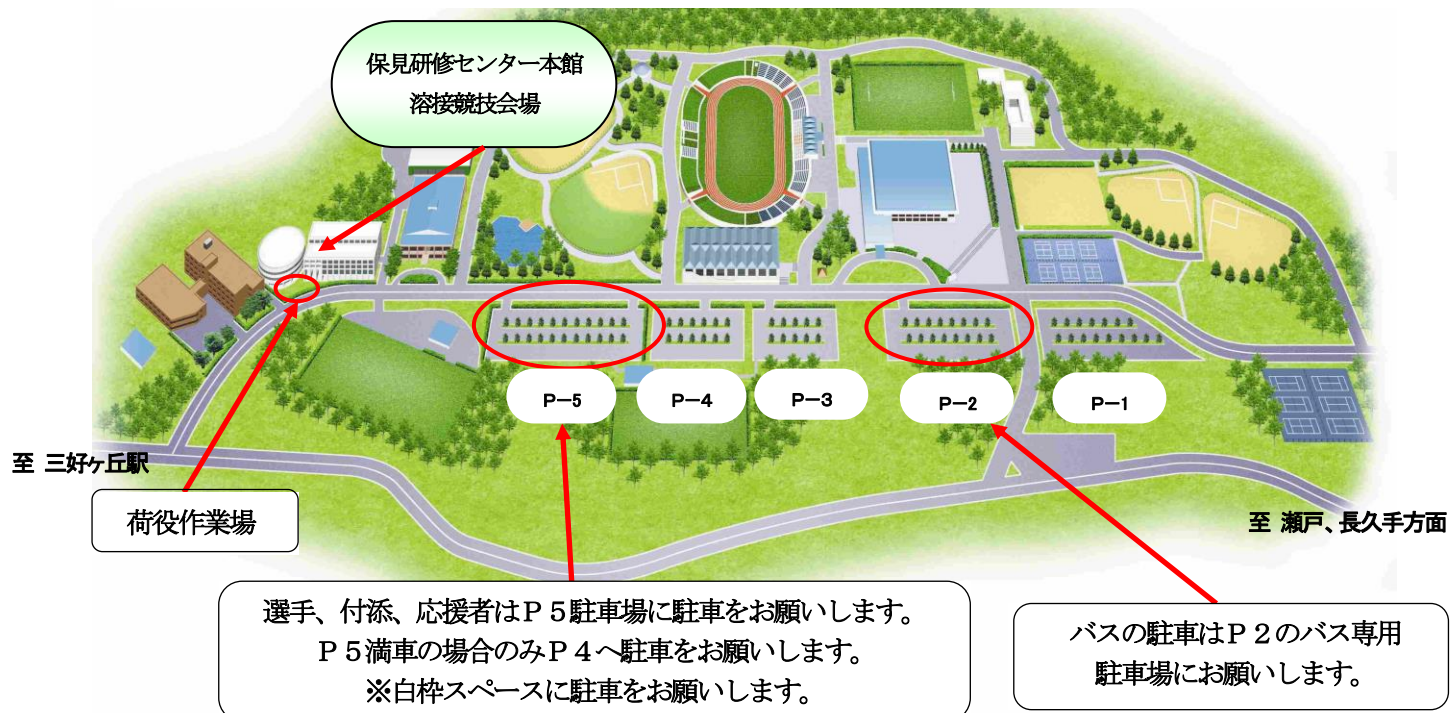 保見研修センター本館
溶接競技会場
P－5
P－4
P－3
P－2
P－1
至 三好ヶ丘駅
荷役作業場
至 瀬戸、長久手方面
選手、付添、応援者はＰ５駐車場に駐車をお願いします。
Ｐ５満車の場合のみＰ４へ駐車をお願いします。
※白枠スペースに駐車をお願いします。
バスの駐車はＰ２のバス専用
駐車場にお願いします。